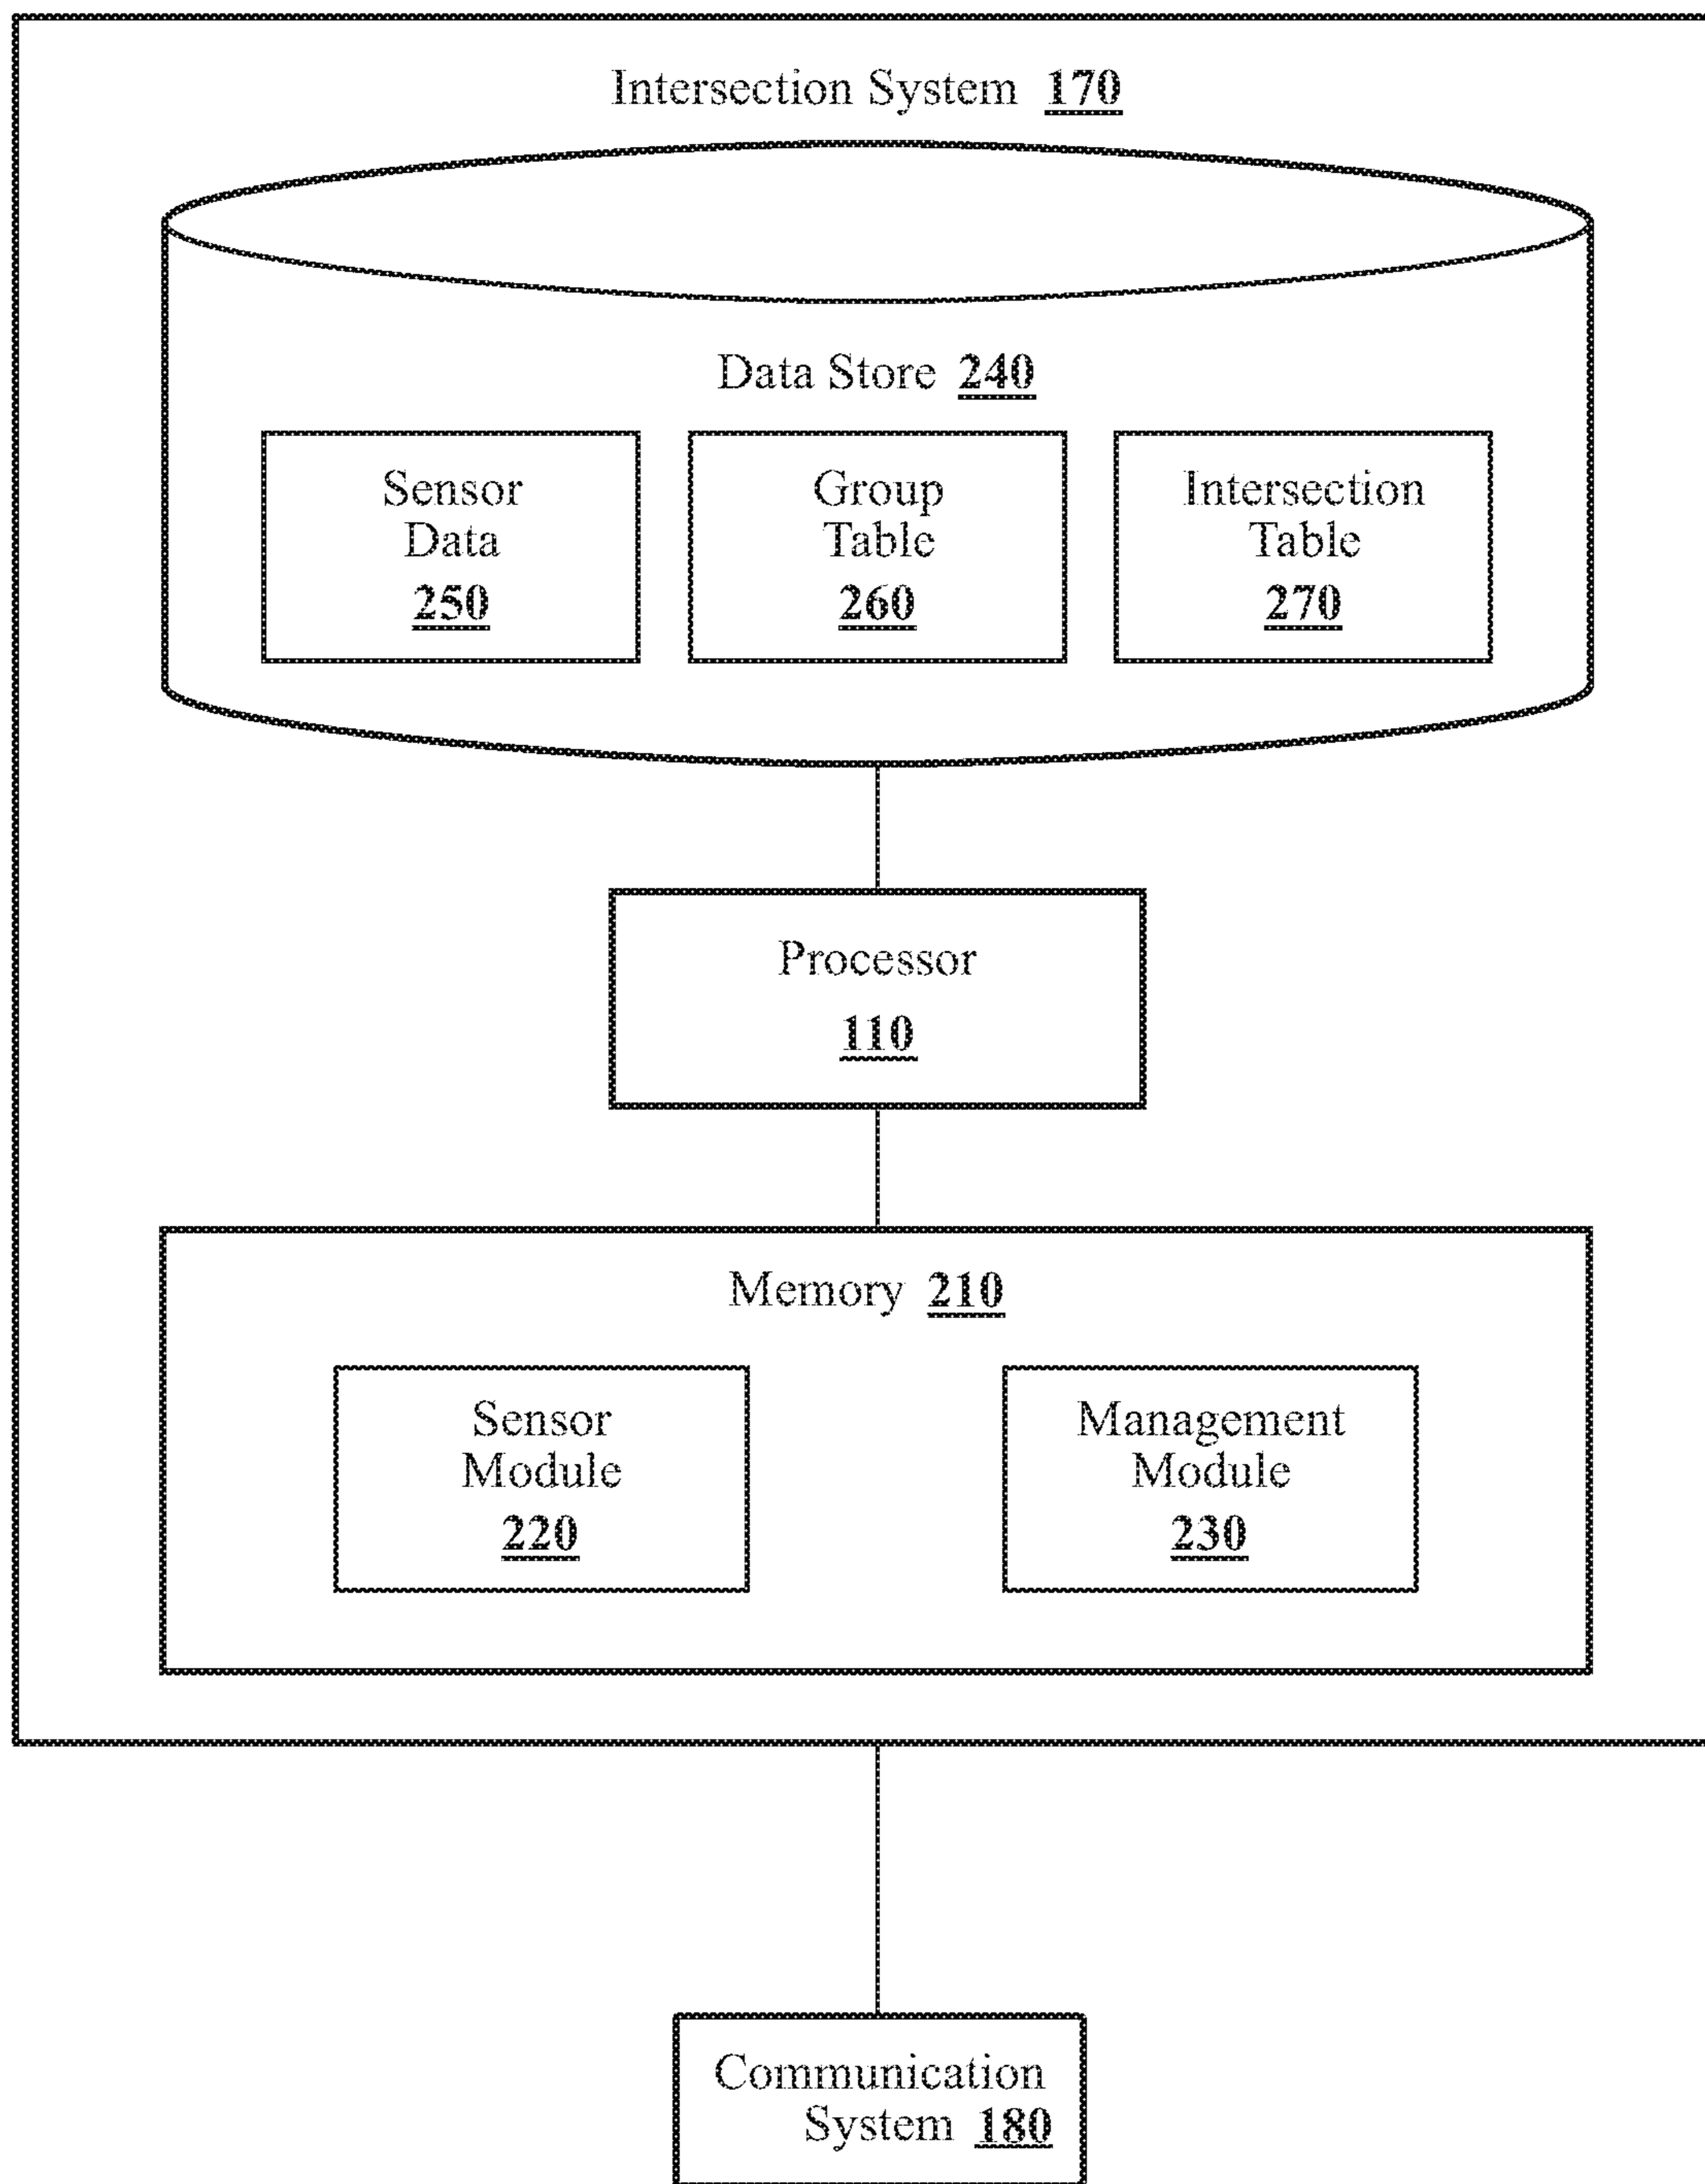 Intersection System 170
Data Store 240
Sensor
Data
250
Group
Table
260
Intersection
Table
270
Processor
110
Memory 210
Sensor
Module
220
Management
Module
230
Communication
System 180